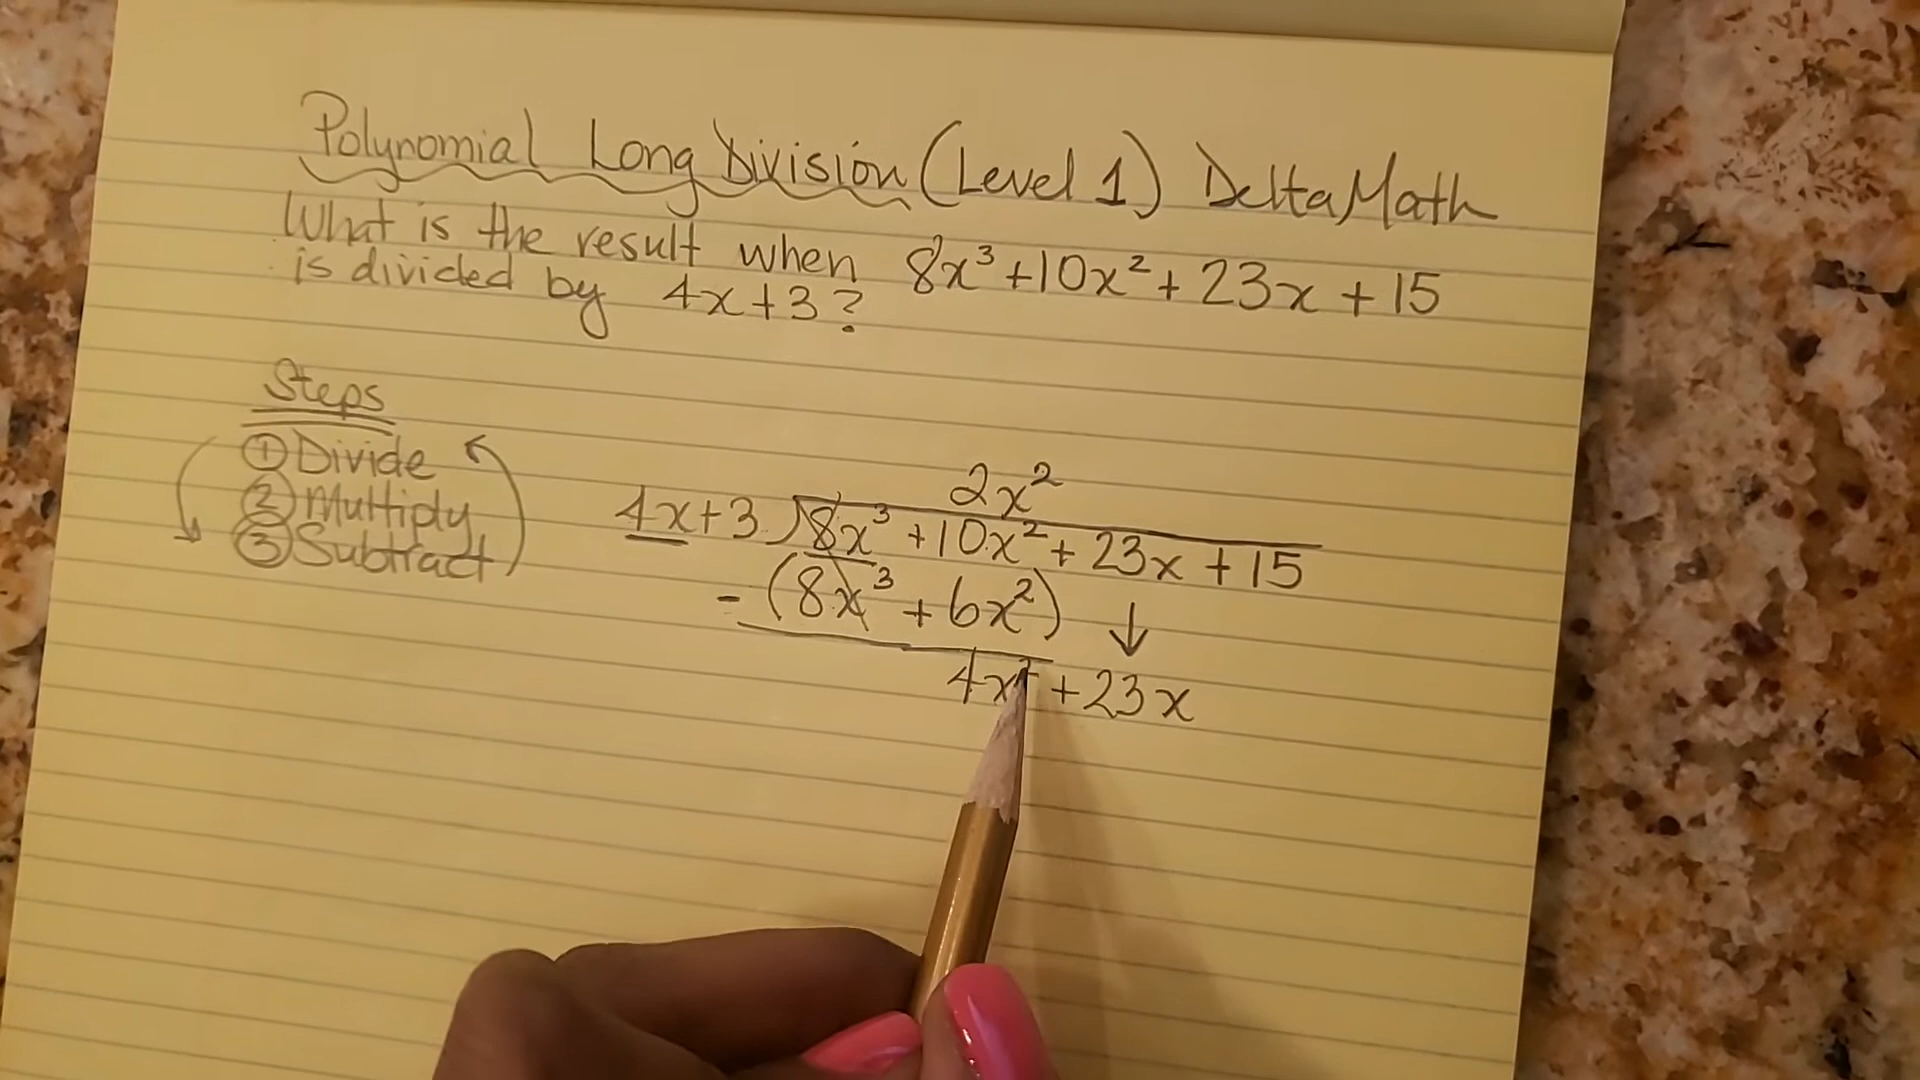 Polynomial Long Division (Level 1) DeltaMath
What is the result when 8x³ + 10x² + 23x + 15
is divided by 4x + 3?
Steps
① Divide
② Multiply
③ Subtract
2x²
4x + 3 ) 8x³ + 10x² + 23x + 15
- (8x³ + 6x²) ↓
4x² + 23x